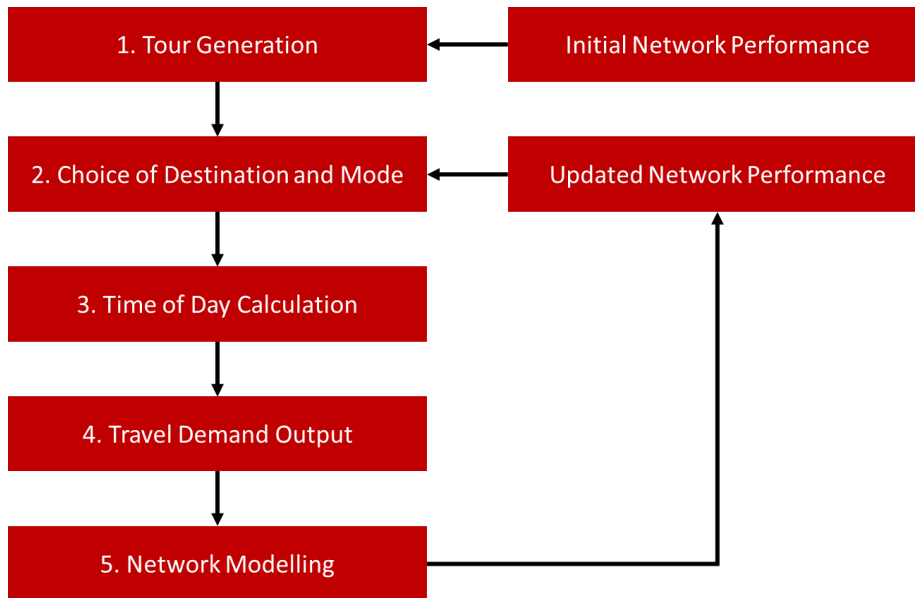 1. Tour Generation
Initial Network Performance
2. Choice of Destination and Mode
Updated Network Performance
3. Time of Day Calculation
4. Travel Demand Output
5. Network Modelling